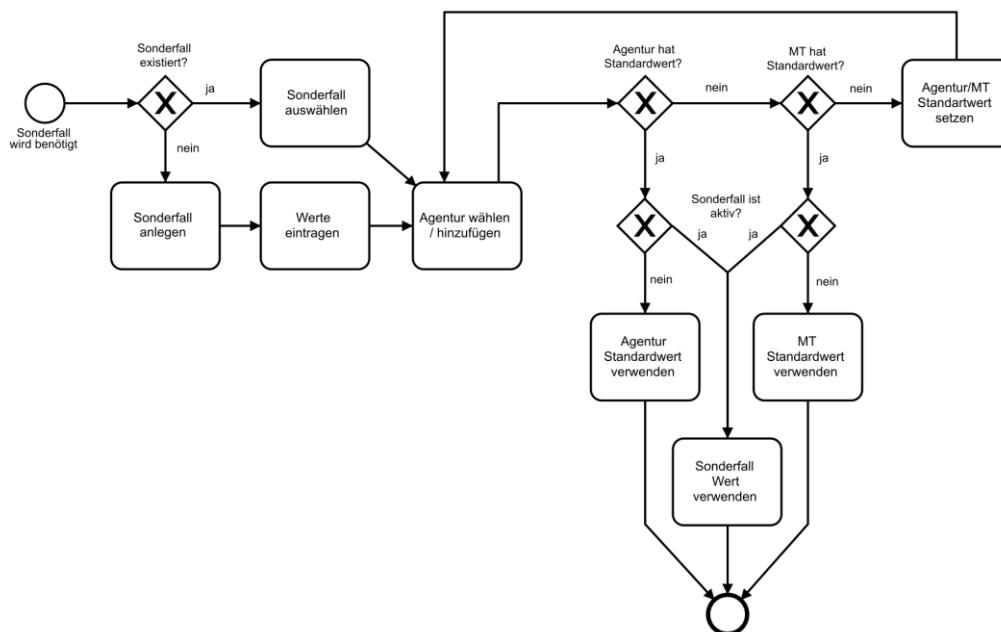 Sonderfall
existiert?
Sonderfall
wird benötigt
ja
nein
Sonderfall
auswählen
Sonderfall
anlegen
Werte
eintragen
Agentur wählen
/ hinzufügen
Agentur hat
Standardwert?
nein
ja
MT hat
Standardwert?
nein
ja
Agentur/MT
Standartwert
setzen
Sonderfall ist
aktiv?
ja
ja
nein
nein
Agentur
Standardwert
verwenden
MT
Standardwert
verwenden
Sonderfall
Wert
verwenden